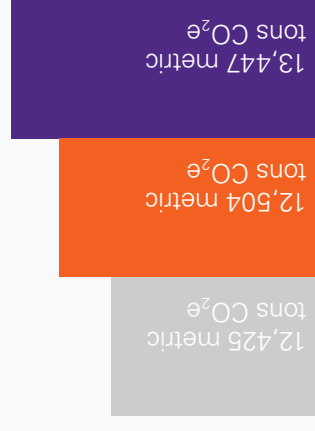 12,425 metric
tons CO₂e
12,504 metric
tons CO₂e
13,447 metric
tons CO₂e